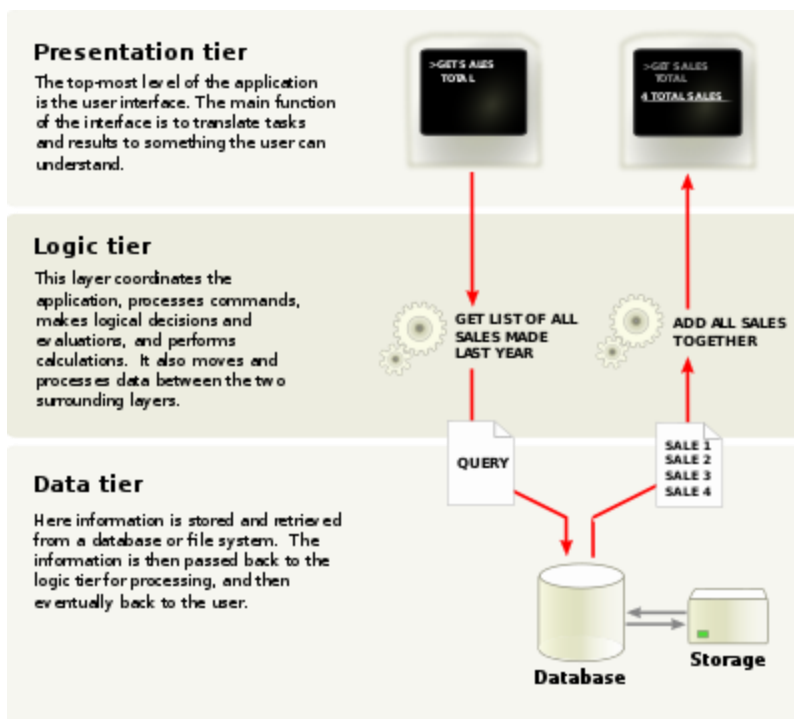 Presentation tier
The top-most level of the application
is the user interface. The main function
of the interface is to translate tasks
and results to something the user can
understand.
>GET SALES
TOTAL
>GET SALES
TOTAL
4 TOTAL SALES
Logic tier
This layer coordinates the
application, processes commands,
makes logical decisions and
evaluations, and performs
calculations. It also moves and
processes data between the two
surrounding layers.
GET LIST OF ALL
SALES MADE
LAST YEAR
ADD ALL SALES
TOGETHER
QUERY
SALE 1
SALE 2
SALE 3
SALE 4
Data tier
Here information is stored and retrieved
from a database or file system. The
information is then passed back to the
logic tier for processing, and then
eventually back to the user.
Database
Storage